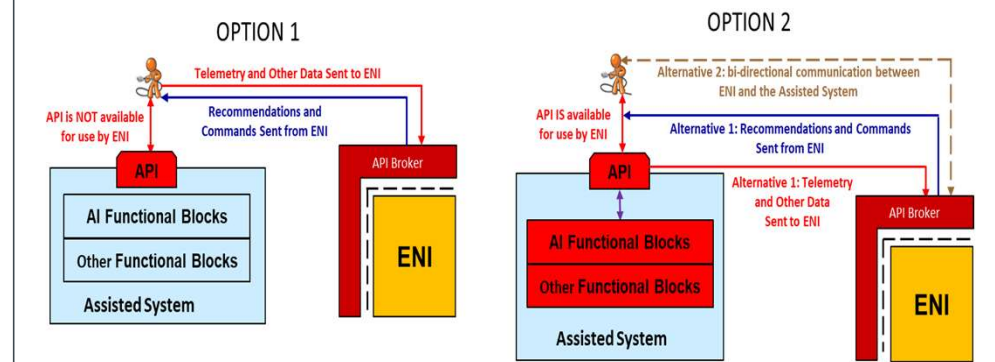 OPTION 1
Telemetry and Other Data Sent to ENI
Recommendations and
Commands Sent from ENI
API is NOT available
for use by ENI
API
AI Functional Blocks
Other Functional Blocks
Assisted System
API Broker
ENI
OPTION 2
Alternative 2: bi-directional communication between
ENI and the Assisted System
API IS available
for use by ENI
Alternative 1: Recommendations and Commands
Sent from ENI
API
Alternative 1: Telemetry
and Other Data
Sent to ENI
AI Functional Blocks
Other Functional Blocks
Assisted System
API Broker
ENI